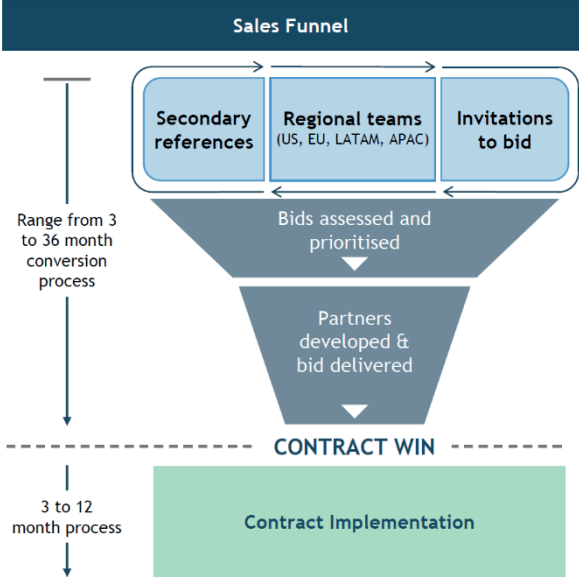 Sales Funnel
Secondary
references
Regional teams
(US, EU, LATAM, APAC)
Invitations
to bid
Range from 3
to 36 month
conversion
process
Bids assessed and
prioritised
Partners
developed &
bid delivered
CONTRACT WIN
3 to 12
month process
Contract Implementation